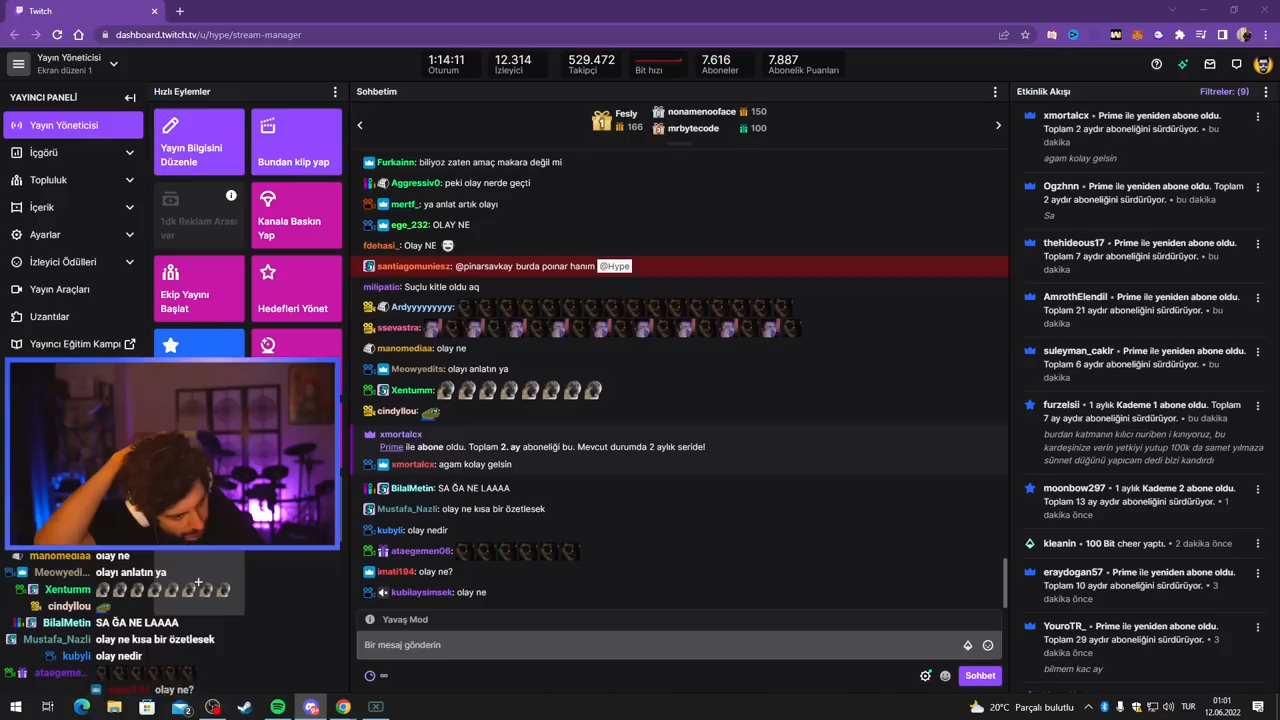 Twitch
dashboard.twitch.tv/u/hype/stream-manager
Yayın Yöneticisi
Ekran düzeni 1
1:14:11
Oturum
12.314
İzleyici
529.472
Takipçi
Bit hızı
7.616
Aboneler
7.887
Abonelik Puanları
YAYINCI PANELİ
Yayın Yöneticisi
İçgörü
Topluluk
İçerik
Ayarlar
İzleyici Ödülleri
Yayın Araçları
Uzantılar
Yayıncı Eğitim Kampı
Hızlı Eylemler
Yayın Bilgisini
Düzenle
Bundan klip yap
1dk Reklam Arası
ver
Kanala Baskın
Yap
Ekip Yayını
Başlat
Hedefleri Yönet
Sohbetim
Fesly
166
nonamenooface 150
mrbytecode 100
Furkainn: biliyoz zaten amaç makara değil mi
Aggressiv0: peki olay nerde geçti
mertf_: ya anlat artık olayı
ege_232: OLAY NE
fdehasi_: Olay NE
santiagomuniesz: @pinarsavkay burda poınar hanım @Hype
milipatic: Suçlu kitle oldu aq
Ardyyyyyyyyy:
ssevastra:
manomediaa: olay ne
Meowyedits: olayı anlatın ya
Xentumm:
cindyllou:
xmortalcx
Prime ile abone oldu. Toplam 2. ay aboneliği bu. Mevcut durumda 2 aylık seride!
xmortalcx: agam kolay gelsin
BilalMetin: SA ĞA NE LAAAA
Mustafa_Nazli: olay ne kısa bir özetlesek
kubyli: olay nedir
ataegemen06:
imati194: olay ne?
kubilaysimsek: olay ne
Yavaş Mod
Bir mesaj gönderin
Sohbet
Etkinlik Akışı
Filtreler: (9)
xmortalcx • Prime ile yeniden abone oldu.
Toplam 2 aydır aboneliğini sürdürüyor. • bu
dakika
agam kolay gelsin
Ogzhnn • Prime ile yeniden abone oldu. Toplam
2 aydır aboneliğini sürdürüyor. • bu dakika
Sa
thehideous17 • Prime ile yeniden abone oldu.
Toplam 7 aydır aboneliğini sürdürüyor. • bu
dakika
AmrothElendil • Prime ile yeniden abone oldu.
Toplam 21 aydır aboneliğini sürdürüyor. • bu
dakika
suleyman_caklr • Prime ile yeniden abone oldu.
Toplam 6 aydır aboneliğini sürdürüyor. • bu
dakika
furzelsii • 1 aylık Kademe 1 abone oldu. Toplam
7 ay aydır aboneliğini sürdürüyor. • bu dakika
burdan katmanın kılıcı nuriben i kınıyoruz, bu
kardeşinize verin yetkiyi yutup 100k da samet yılmaza
sünnet düğünü yapıcam dedi bizi kandırdı
moonbow297 • 1 aylık Kademe 2 abone oldu.
Toplam 13 ay aydır aboneliğini sürdürüyor. • 1
dakika önce
kleanin • 100 Bit cheer yaptı. • 2 dakika önce
eraydogan57 • Prime ile yeniden abone oldu.
Toplam 10 aydır aboneliğini sürdürüyor. • 3
dakika önce
YouroTR_ • Prime ile yeniden abone oldu.
Toplam 29 aydır aboneliğini sürdürüyor. • 3
dakika önce
bilmem kac ay
manomediaa olay ne
Meowyedi... olayı anlatın ya
Xentumm
cindyllou
BilalMetin SA ĞA NE LAAAA
Mustafa_Nazli olay ne kısa bir özetlesek
kubyli olay nedir
ataegeme...
imati194 olay ne?
20°C Parçalı bulutlu
TUR
01:01
12.06.2022